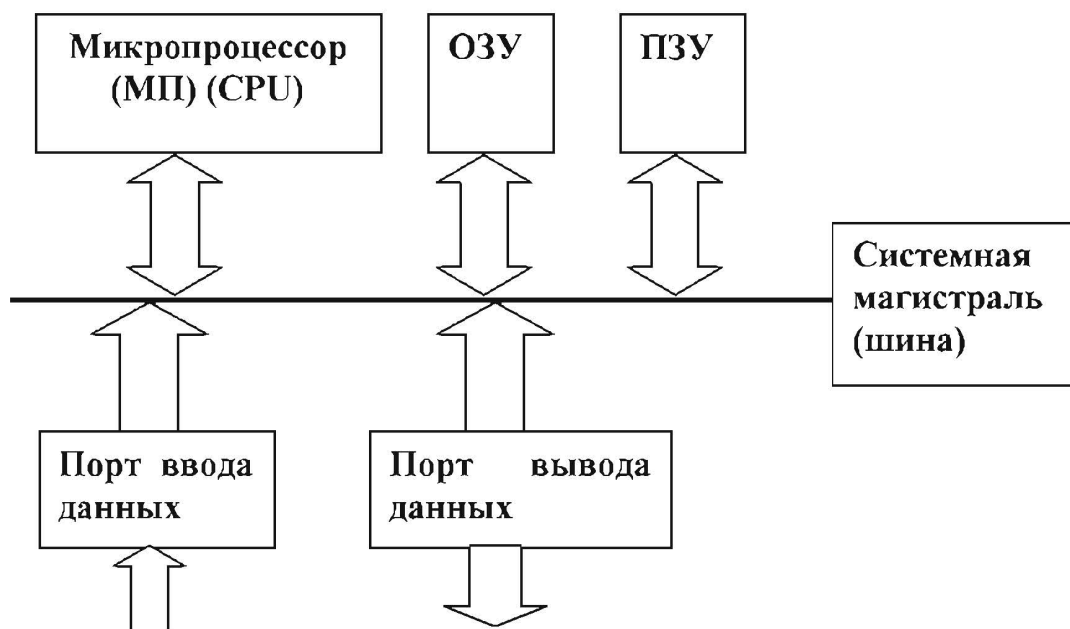 Микропроцессор
(МП) (CPU)
ОЗУ
ПЗУ
Системная
магистраль
(шина)
Порт ввода
данных
Порт вывода
данных